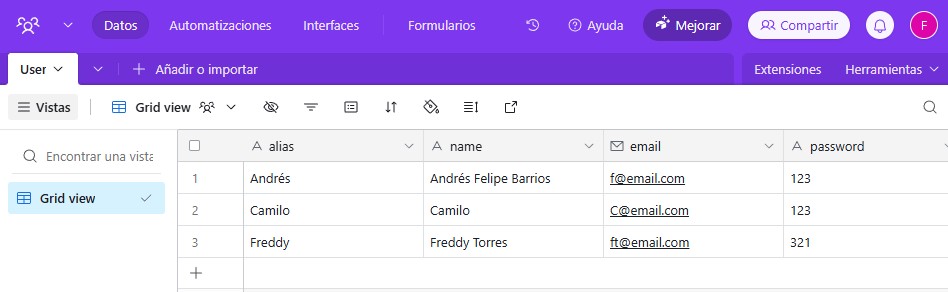 Datos Automatizaciones Interfaces Formularios Ayuda Mejorar Compartir F
User Añadir o importar Extensiones Herramientas
Vistas Grid view
Encontrar una vista
Grid view
alias name email password
1 Andrés Andrés Felipe Barrios f@email.com 123
2 Camilo Camilo C@email.com 123
3 Freddy Freddy Torres ft@email.com 321